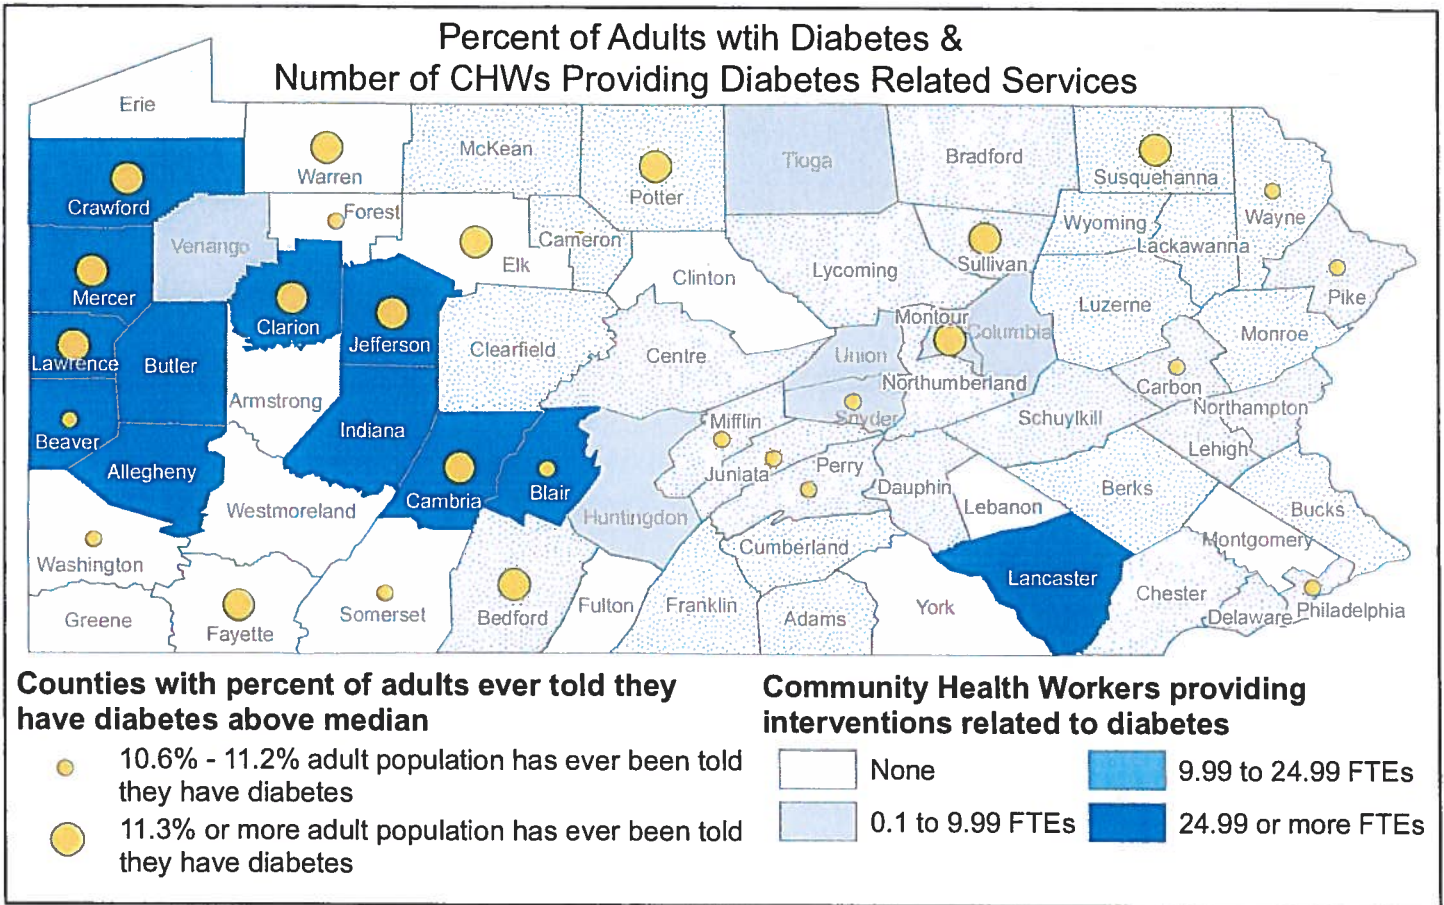 Percent of Adults wtih Diabetes &
Number of CHWs Providing Diabetes Related Services
Erie
McKean
Tioga
Bradford
Warren
Susquehanna
Crawford
Potter
Forest
Wayne
Wyoming
Venango
Cameron
Lackawanna
Elk
Sullivan
Clinton
Lycoming
Mercer
Pike
Luzerne
Clarion
Montour
Columbia
Monroe
Jefferson
Clearfield
Centre
Union
Lawrence
Butler
Northumberland
Carbon
Armstrong
Northampton
Snyder
Schuylkill
Mifflin
Indiana
Beaver
Lehigh
Allegheny
Juniata
Perry
Dauphin
Berks
Cambria
Blair
Lebanon
Westmoreland
Huntingdon
Bucks
Montgomery
Cumberland
Washington
Lancaster
Chester
Fulton
Franklin
York
Somerset
Bedford
Philadelphia
Greene
Adams
Delaware
Fayette
Counties with percent of adults ever told they
have diabetes above median
10.6% - 11.2% adult population has ever been told
they have diabetes
11.3% or more adult population has ever been told
they have diabetes
Community Health Workers providing
interventions related to diabetes
None
9.99 to 24.99 FTEs
0.1 to 9.99 FTEs
24.99 or more FTEs